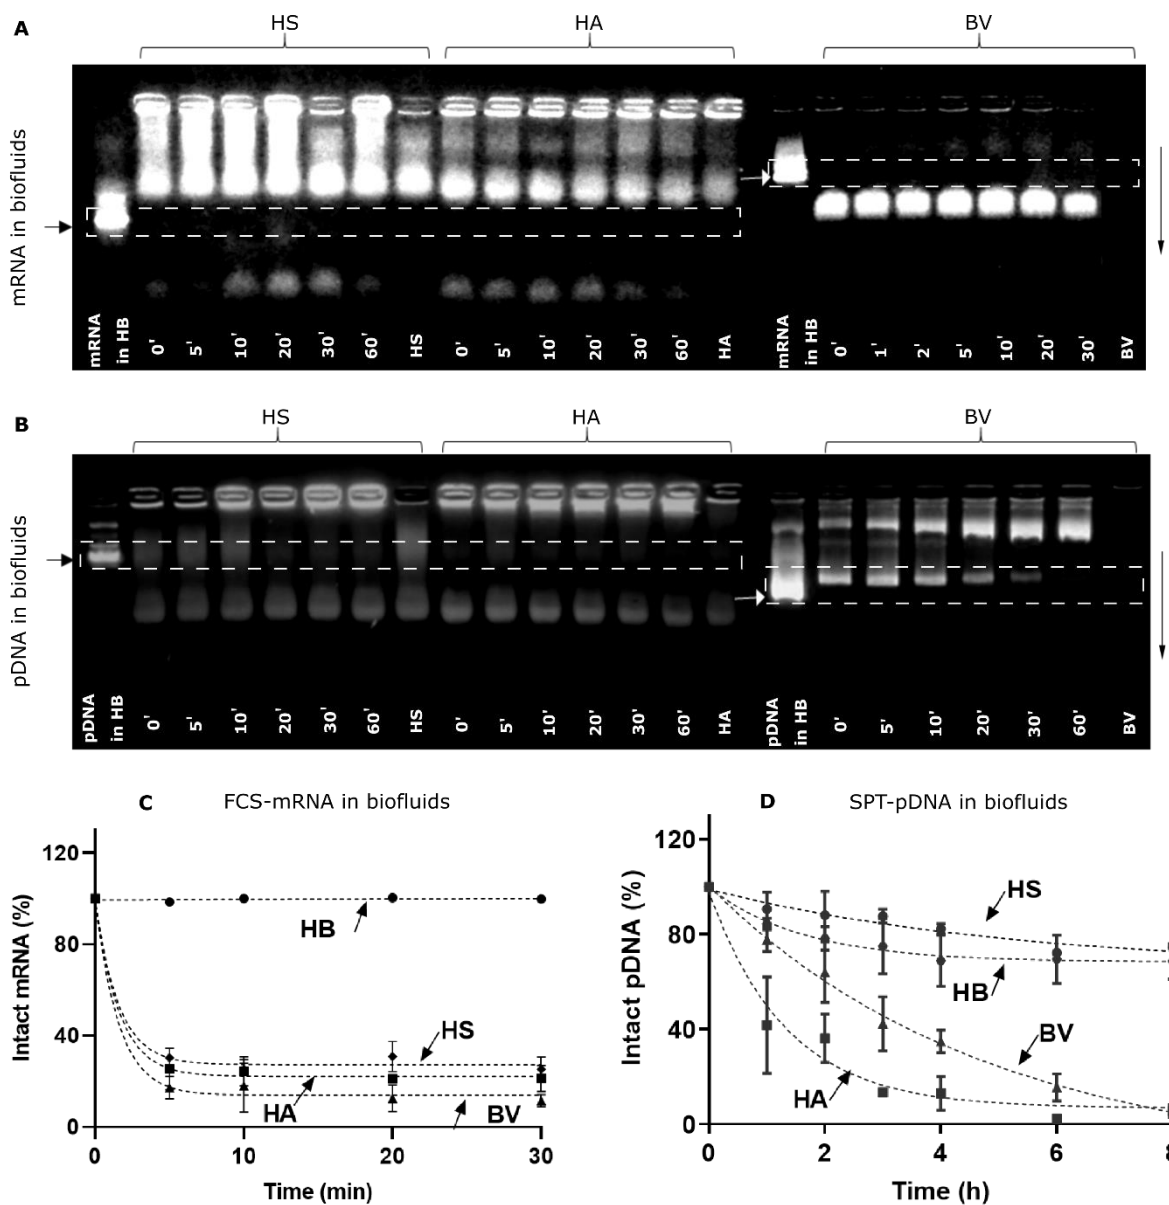 A
HS HA BV
mRNA in biofluids
mRNA in HB 0' 5' 10' 20' 30' 60' HS 0' 5' 10' 20' 30' 60' HA mRNA in HB 0' 1' 2' 5' 10' 20' 30' BV
B
HS HA BV
pDNA in biofluids
pDNA in HB 0' 5' 10' 20' 30' 60' HS 0' 5' 10' 20' 30' 60' HA pDNA in HB 0' 5' 10' 20' 30' 60' BV
C FCS-mRNA in biofluids
Intact mRNA (%)
120
80
40
0
HB
HS
HA
BV
0 10 20 30
Time (min)
D SPT-pDNA in biofluids
Intact pDNA (%)
120
80
40
0
HS
HB
BV
HA
0 2 4 6 8
Time (h)